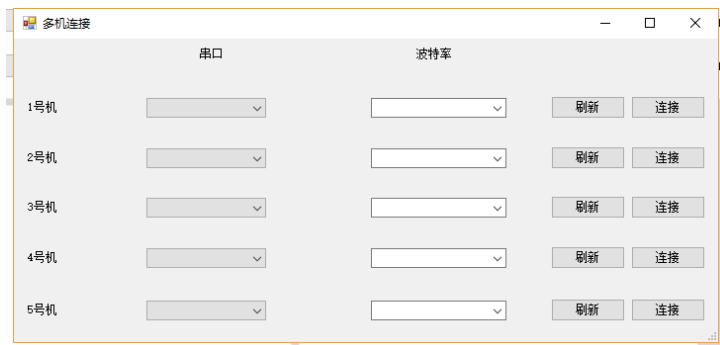 多机连接
串口 波特率
1号机 刷新 连接
2号机 刷新 连接
3号机 刷新 连接
4号机 刷新 连接
5号机 刷新 连接